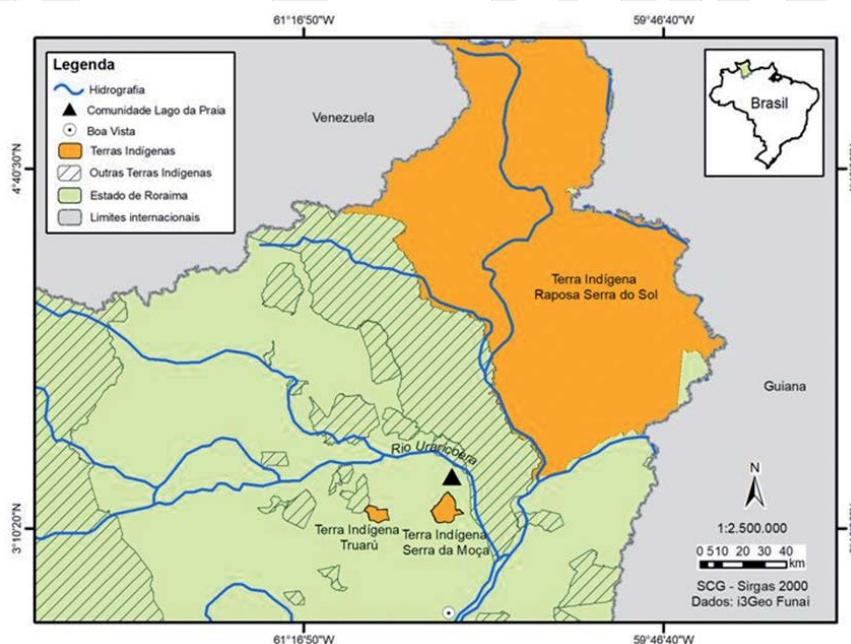 61°16'50"W
59°46'40"W
Legenda
Hidrografia
Comunidade Lago da Praia
Boa Vista
Terras Indígenas
Outras Terras Indígenas
Estado de Roraima
Limites internacionais
Venezuela
Brasil
4°40'30"N
Terra Indígena
Raposa Serra do Sol
Guiana
Rio Uraricoera
N
3°10'20"N
Terra Indígena
Truarú
Terra Indígena
Serra da Moça
1:2.500.000
0 5 10 20 30 40
km
SCG - Sirgas 2000
Dados: i3Geo Funai
61°16'50"W
59°46'40"W